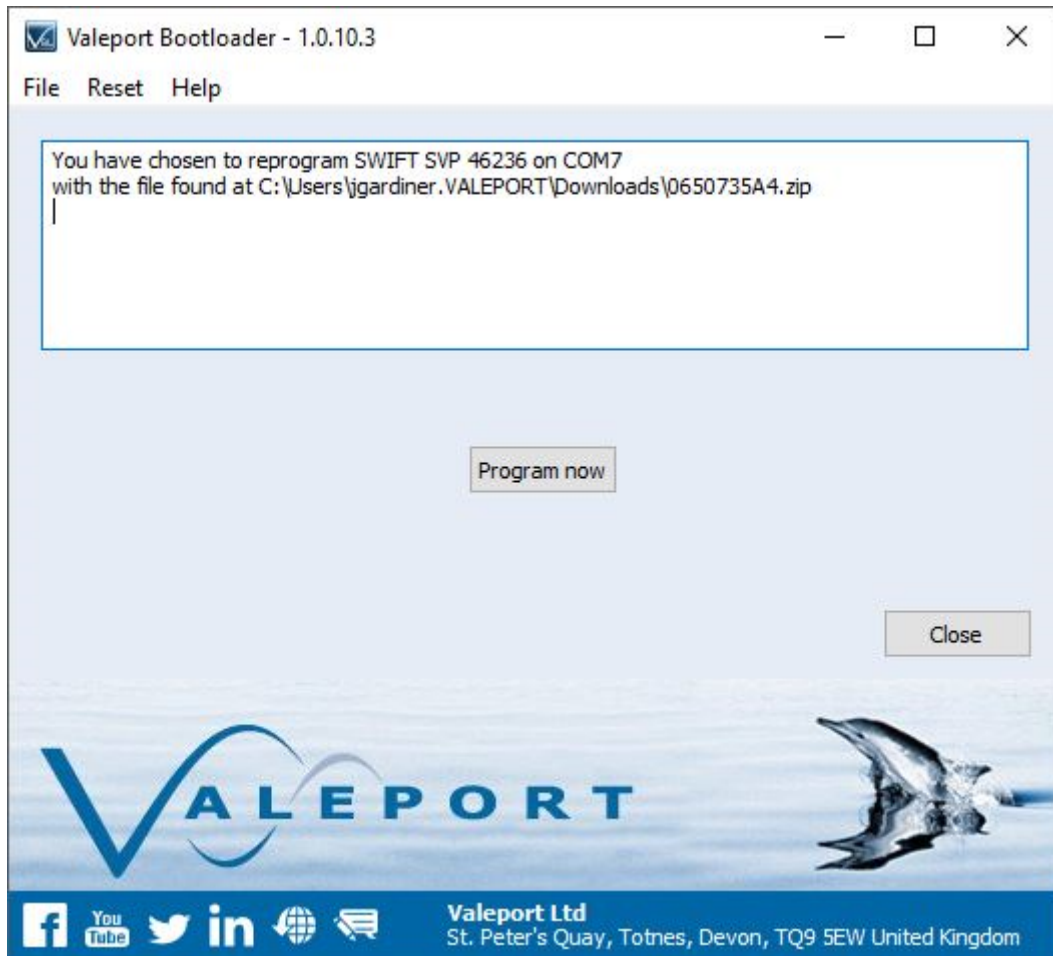 Valeport Bootloader - 1.0.10.3
File Reset Help
You have chosen to reprogram SWIFT SVP 46236 on COM7
with the file found at C:\Users\jgardiner.VALEPORT\Downloads\0650735A4.zip
Program now
Close
VALEPORT
You
Tube
in
Valeport Ltd
St. Peter's Quay, Totnes, Devon, TQ9 5EW United Kingdom